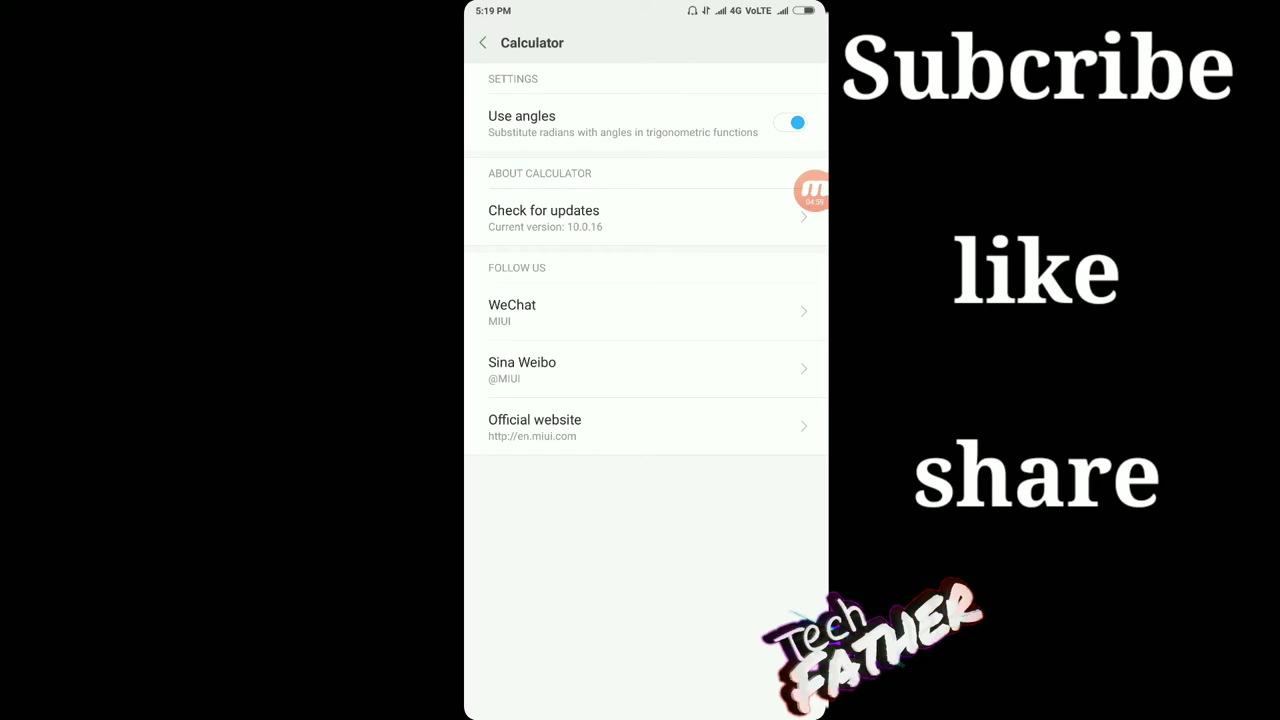 5:19 PM
4G VoLTE
Calculator
SETTINGS
Use angles
Substitute radians with angles in trigonometric functions
ABOUT CALCULATOR
Check for updates
Current version: 10.0.16
m
04:59
FOLLOW US
WeChat
MIUI
Sina Weibo
@MIUI
Official website
http://en.miui.com
Subcribe
like
share
Tech
FATHER